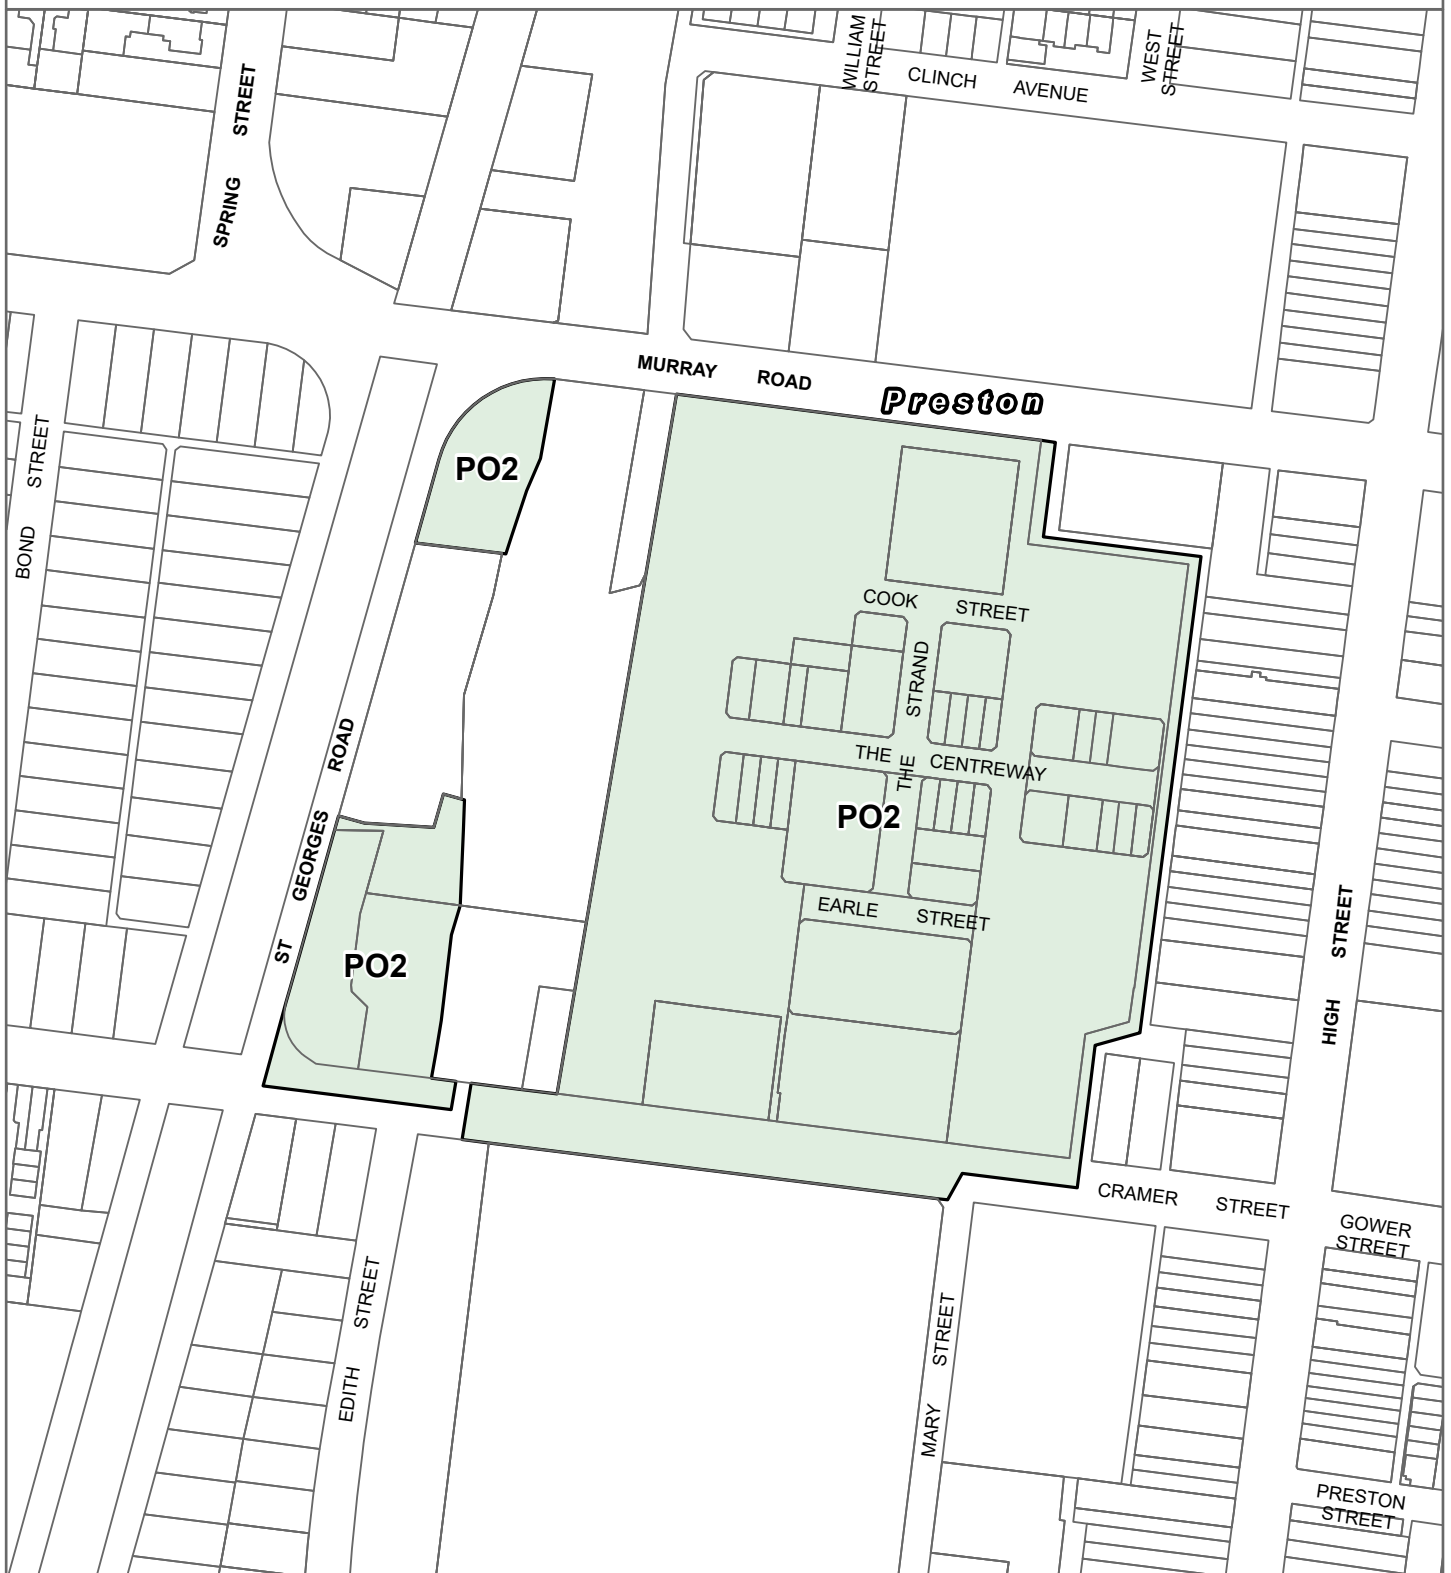 WILLIAM
STREET
WEST
STREET
CLINCH AVENUE
SPRING STREET
MURRAY ROAD
Preston
PO2
BOND STREET
COOK STREET
THE STRAND
THE CENTREWAY
PO2
ST GEORGES ROAD
EARLE STREET
PO2
HIGH STREET
CRAMER STREET
GOWER
STREET
EDITH STREET
MARY STREET
PRESTON
STREET